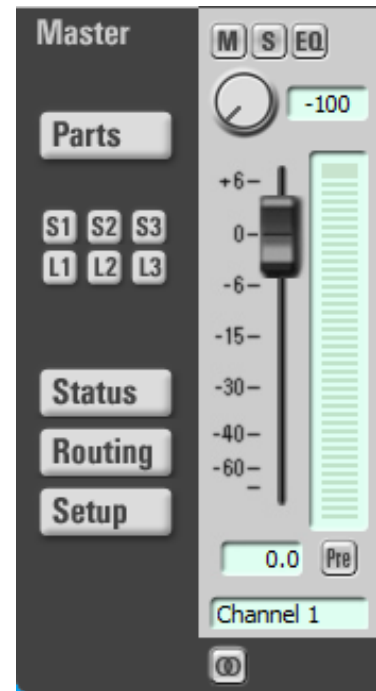 Master
M S EQ
-100
Parts
+6
S1 S2 S3
0
L1 L2 L3
-6
-15
Status
-30
Routing
-40
-60
Setup
0.0 Pre
Channel 1